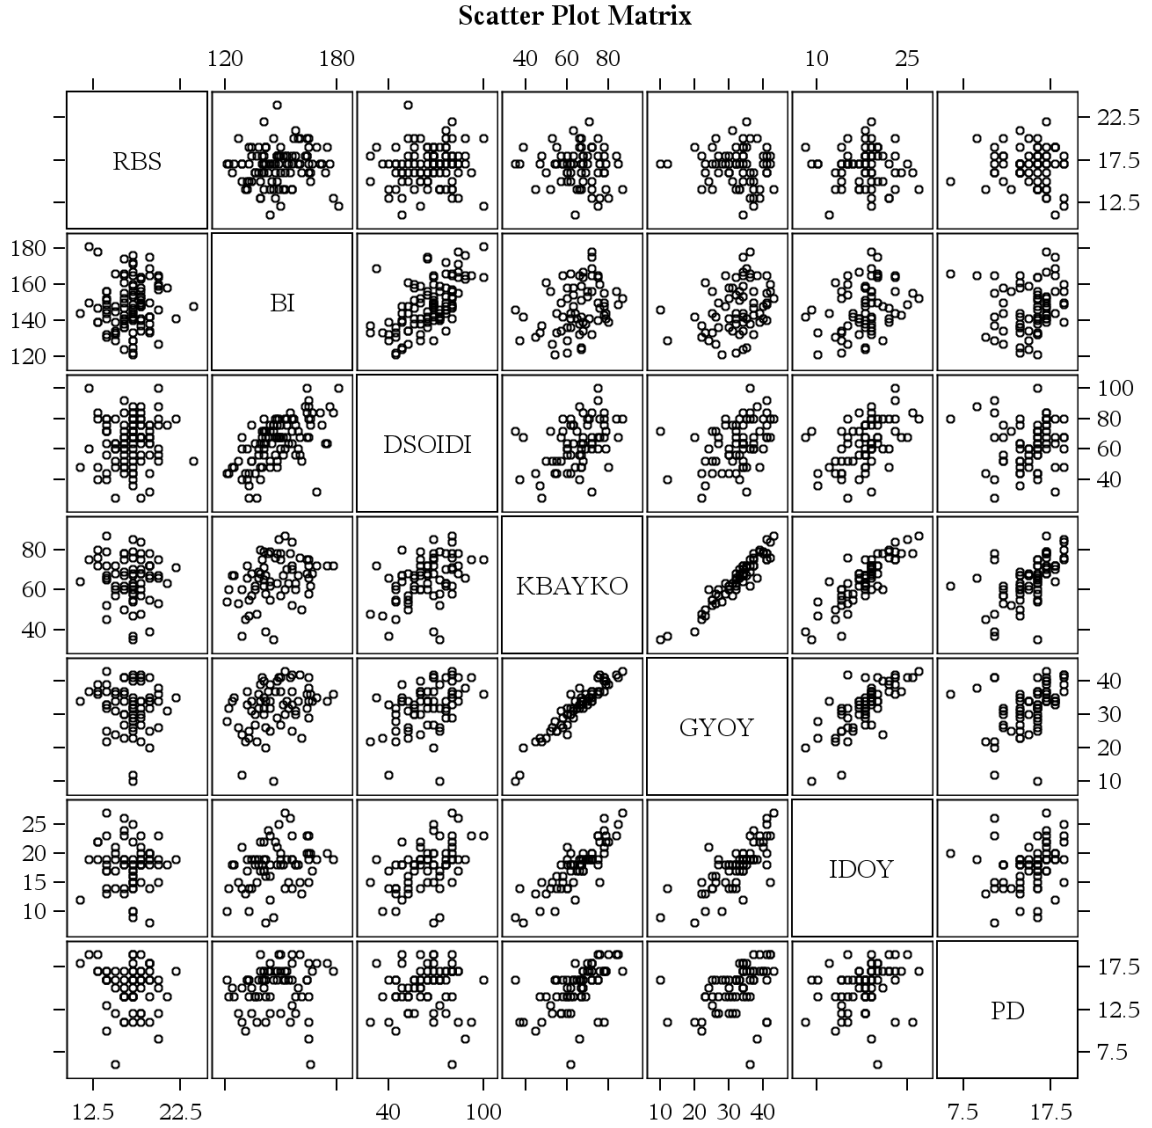 Scatter Plot Matrix
120 180 40 60 80 10 25
RBS 22.5
17.5
12.5
180
160
140
120
BI
DSOIDI 100
80
60
40
80
60
40
KBAYKO
GYOY 40
30
20
10
25
20
15
10
IDOY
PD 17.5
12.5
7.5
12.5 22.5 40 100 10 20 30 40 7.5 17.5